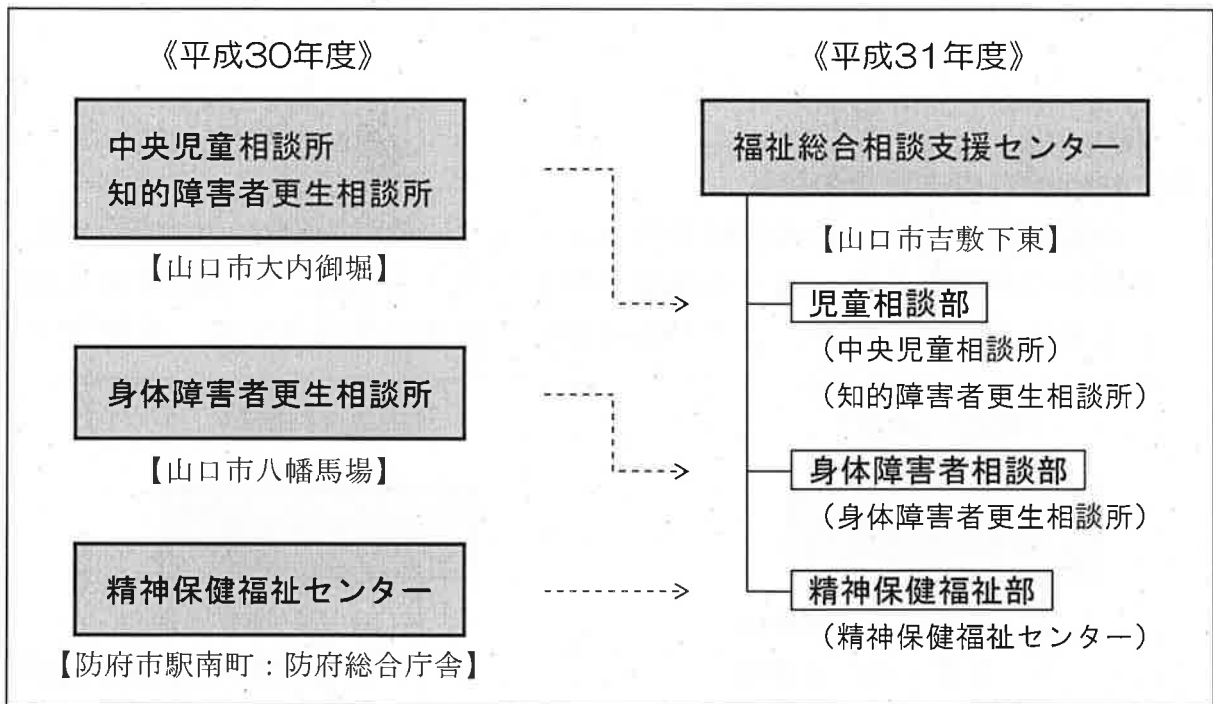 《平成30年度》
中央児童相談所
知的障害者更生相談所
【山口市大内御堀】
身体障害者更生相談所
【山口市八幡馬場】
精神保健福祉センター
【防府市駅南町：防府総合庁舎】
《平成31年度》
福祉総合相談支援センター
【山口市吉敷下東】
児童相談部
（中央児童相談所）
（知的障害者更生相談所）
身体障害者相談部
（身体障害者更生相談所）
精神保健福祉部
（精神保健福祉センター）